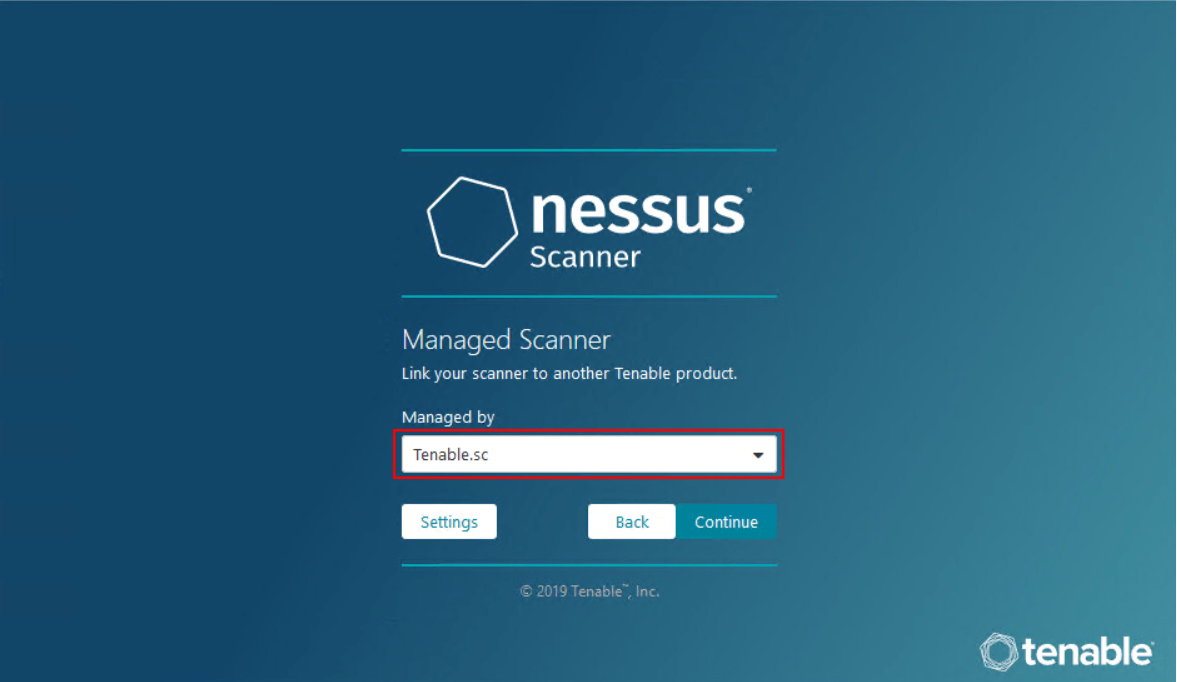 nessus®
Scanner
Managed Scanner
Link your scanner to another Tenable product.
Managed by
Tenable.sc
Settings
Back
Continue
© 2019 Tenable™, Inc.
tenable®